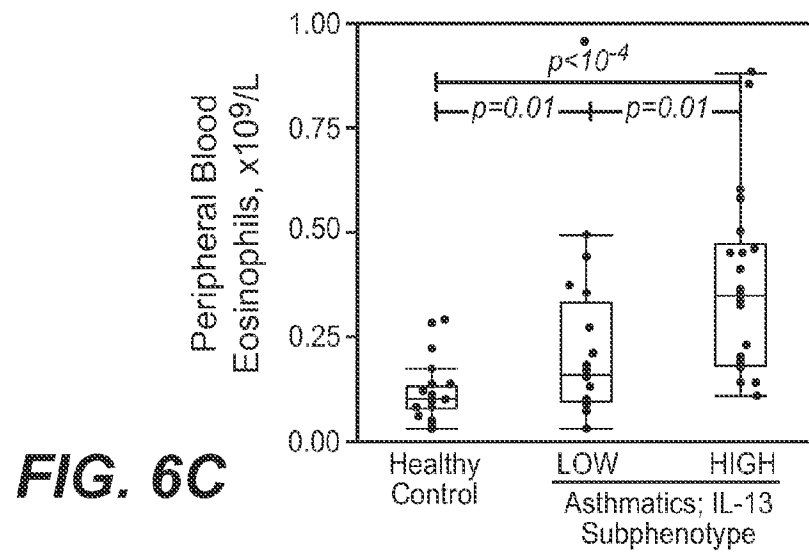 1.00
p<10-4
p=0.01 p=0.01
0.75
0.50
0.25
0.00
Peripheral Blood
Eosinophils, x10⁹/L
Healthy
Control
LOW
HIGH
Asthmatics; IL-13
Subphenotype
FIG. 6C